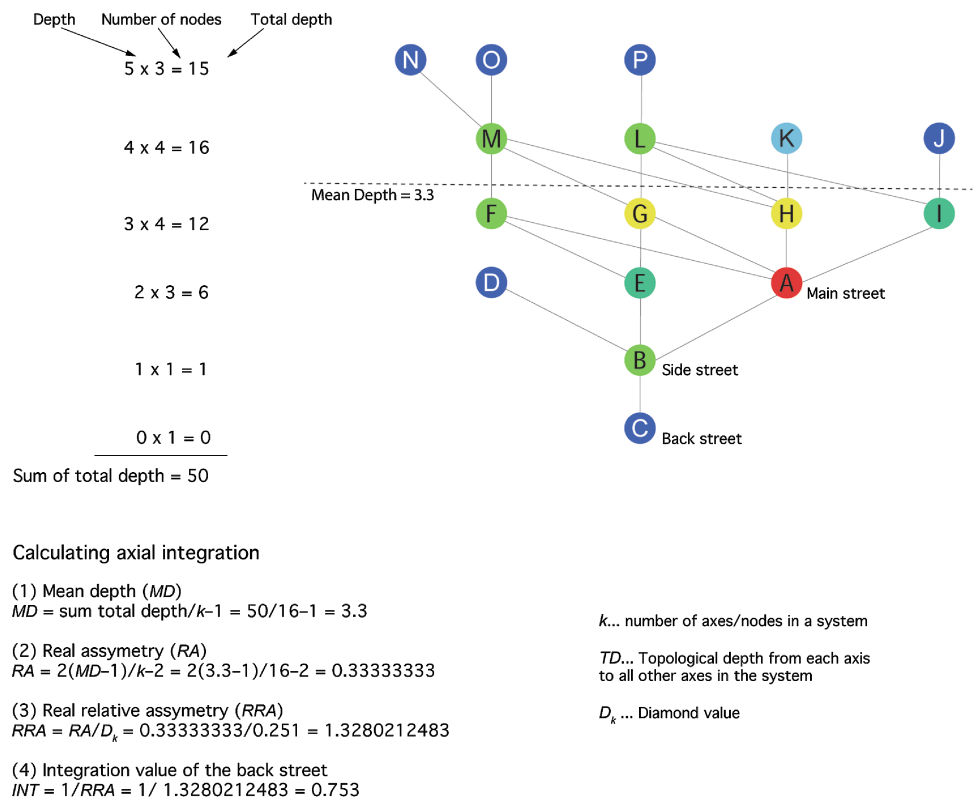 Depth Number of nodes Total depth
5 x 3 = 15
4 x 4 = 16
3 x 4 = 12
2 x 3 = 6
1 x 1 = 1
0 x 1 = 0
Sum of total depth = 50
N O P
M L K J
Mean Depth = 3.3
F G H I
D E A Main street
B Side street
C Back street
Calculating axial integration
(1) Mean depth (MD)
MD = sum total depth/k–1 = 50/16–1 = 3.3
(2) Real assymetry (RA)
RA = 2(MD–1)/k–2 = 2(3.3–1)/16–2 = 0.33333333
(3) Real relative assymetry (RRA)
RRA = RA/Dk = 0.33333333/0.251 = 1.3280212483
(4) Integration value of the back street
INT = 1/RRA = 1/ 1.3280212483 = 0.753
k... number of axes/nodes in a system
TD... Topological depth from each axis
to all other axes in the system
Dk ... Diamond value